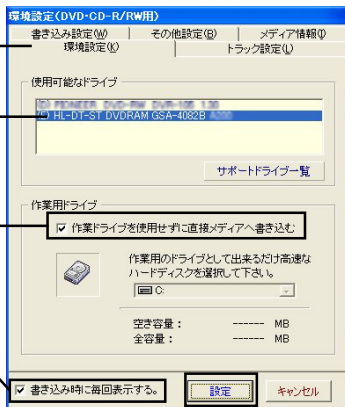 環境設定(DVD・CD-R/RW用)
書き込み設定(W) その他設定(B) メディア情報(I)
環境設定(K) トラック設定(L)
使用可能なドライブ
PIONEER DVD-RW DVR-105 1.30
HL-DT-ST DVDRAM GSA-4082B A200
サポートドライブ一覧
作業用ドライブ
作業ドライブを使用せずに直接メディアへ書き込む
作業用のドライブとして出来るだけ高速な
ハードディスクを選択して下さい。
C:
空き容量： ------ MB
全容量： ------ MB
書き込み時に毎回表示する。
設定 キャンセル